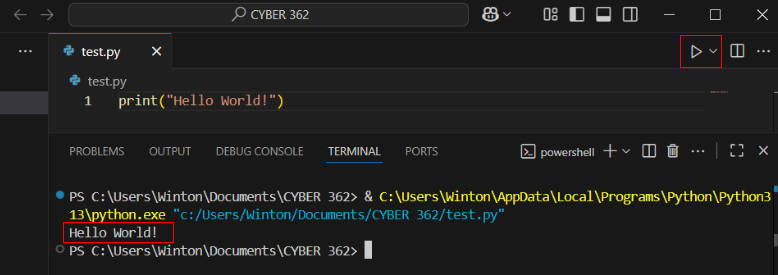 CYBER 362
test.py
test.py
1 print("Hello World!")
PROBLEMS OUTPUT DEBUG CONSOLE TERMINAL PORTS powershell
PS C:\Users\Winton\Documents\CYBER 362> & C:\Users\Winton\AppData\Local\Programs\Python\Python3
13\python.exe "c:/Users/Winton/Documents/CYBER 362/test.py"
Hello World!
PS C:\Users\Winton\Documents\CYBER 362>